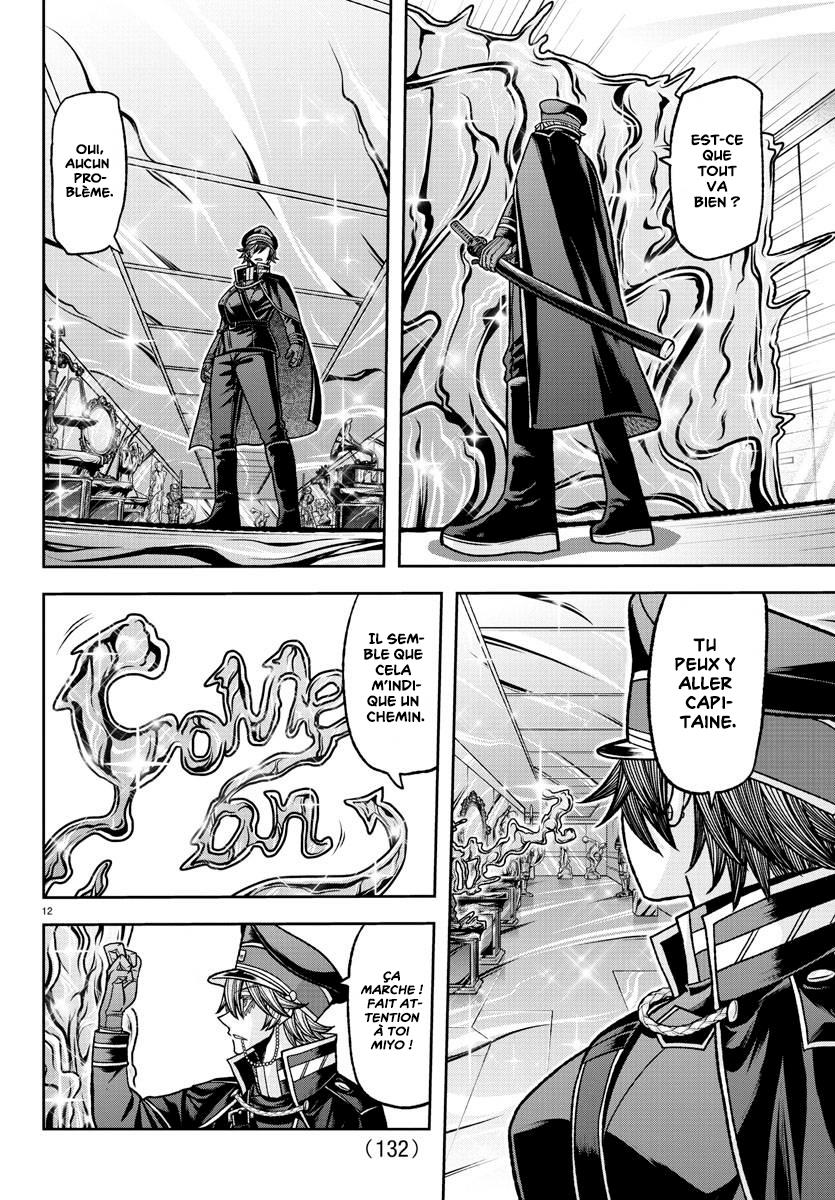 EST-CE
QUE
TOUT
VA
BIEN ?
OUI,
AUCUN
PRO-
BLÈME.
TU
PEUX Y
ALLER
CAPI-
TAINE.
IL SEM-
BLE QUE
CELA
M'INDI-
QUE UN
CHEMIN.
CoMe
on
12
ÇA
MARCHE !
FAIT AT-
TENTION
À TOI
MIYO !
(132)